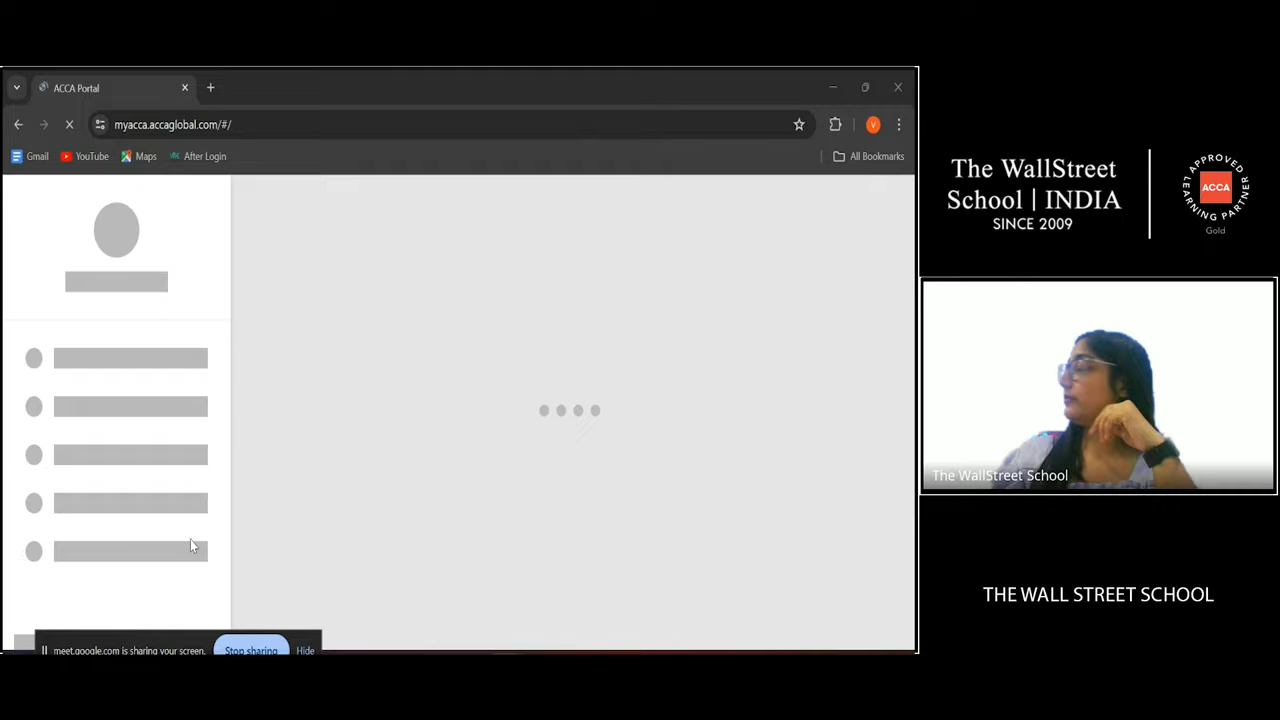 ACCA Portal
myacca.accaglobal.com/#/
Gmail YouTube Maps After Login All Bookmarks
V
meet.google.com is sharing your screen. Stop sharing Hide
The WallStreet
School | INDIA
SINCE 2009
APPROVED
ACCA
LEARNING PARTNER
Gold
The WallStreet School
THE WALL STREET SCHOOL